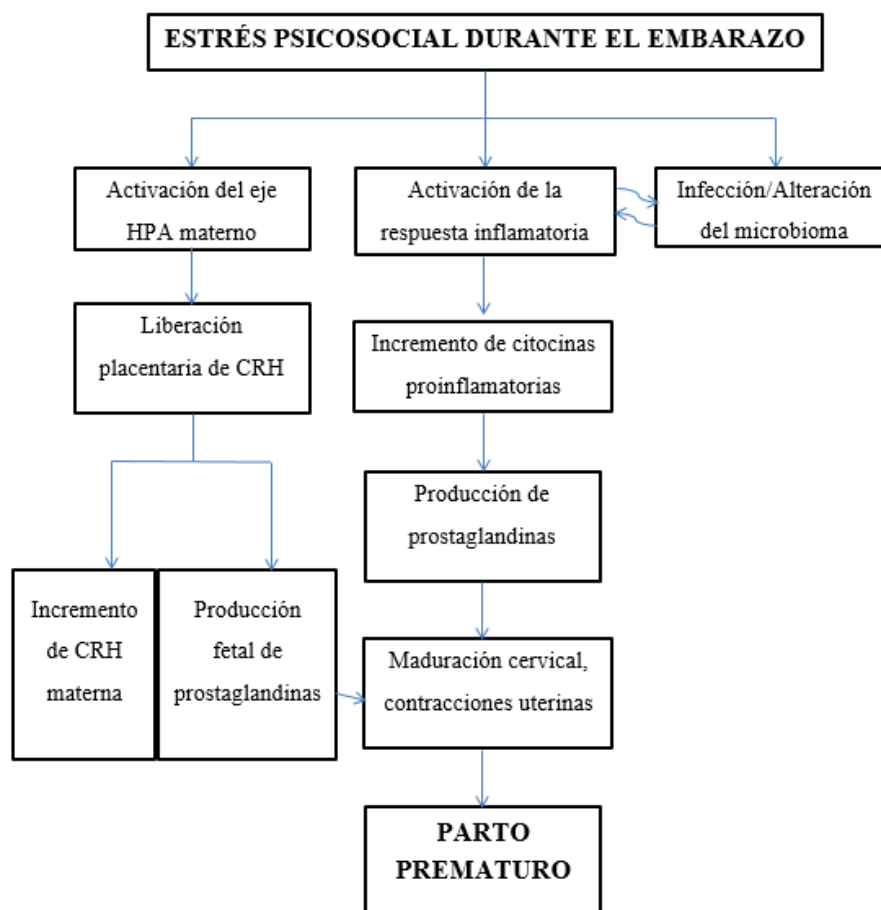 ESTRÉS PSICOSOCIAL DURANTE EL EMBARAZO
Activación del eje
HPA materno
Activación de la
respuesta inflamatoria
Infección/Alteración
del microbioma
Liberación
placentaria de CRH
Incremento de citocinas
proinflamatorias
Producción de
prostaglandinas
Incremento
de CRH
materna
Producción
fetal de
prostaglandinas
Maduración cervical,
contracciones uterinas
PARTO
PREMATURO